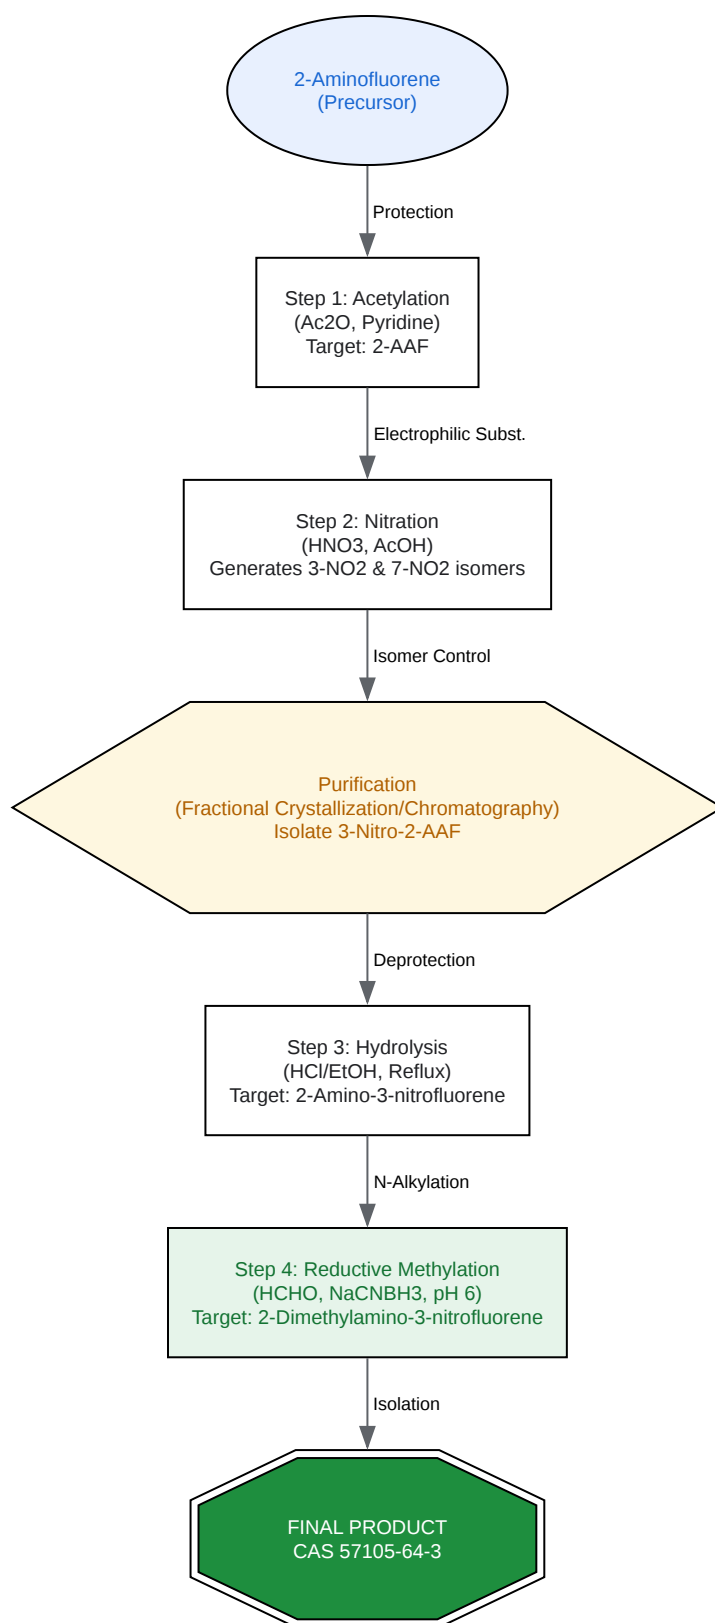 2-Aminofluorene
(Precursor)
Protection
Step 1: Acetylation
(Ac2O, Pyridine)
Target: 2-AAF
Electrophilic Subst.
Step 2: Nitration
(HNO3, AcOH)
Generates 3-NO2 & 7-NO2 isomers
Isomer Control
Purification
(Fractional Crystallization/Chromatography)
Isolate 3-Nitro-2-AAF
Deprotection
Step 3: Hydrolysis
(HCl/EtOH, Reflux)
Target: 2-Amino-3-nitrofluorene
N-Alkylation
Step 4: Reductive Methylation
(HCHO, NaCNBH3, pH 6)
Target: 2-Dimethylamino-3-nitrofluorene
Isolation
FINAL PRODUCT
CAS 57105-64-3